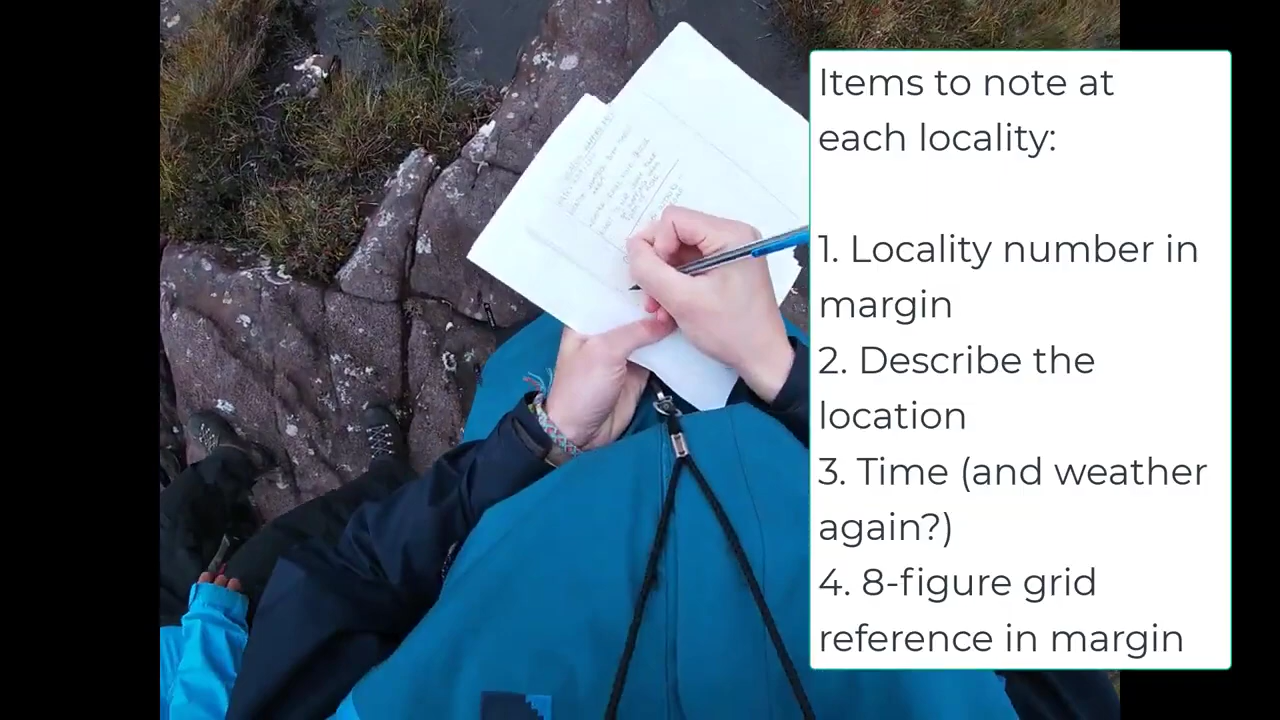 Items to note at
each locality:
1. Locality number in
margin
2. Describe the
location
3. Time (and weather
again?)
4. 8-figure grid
reference in margin